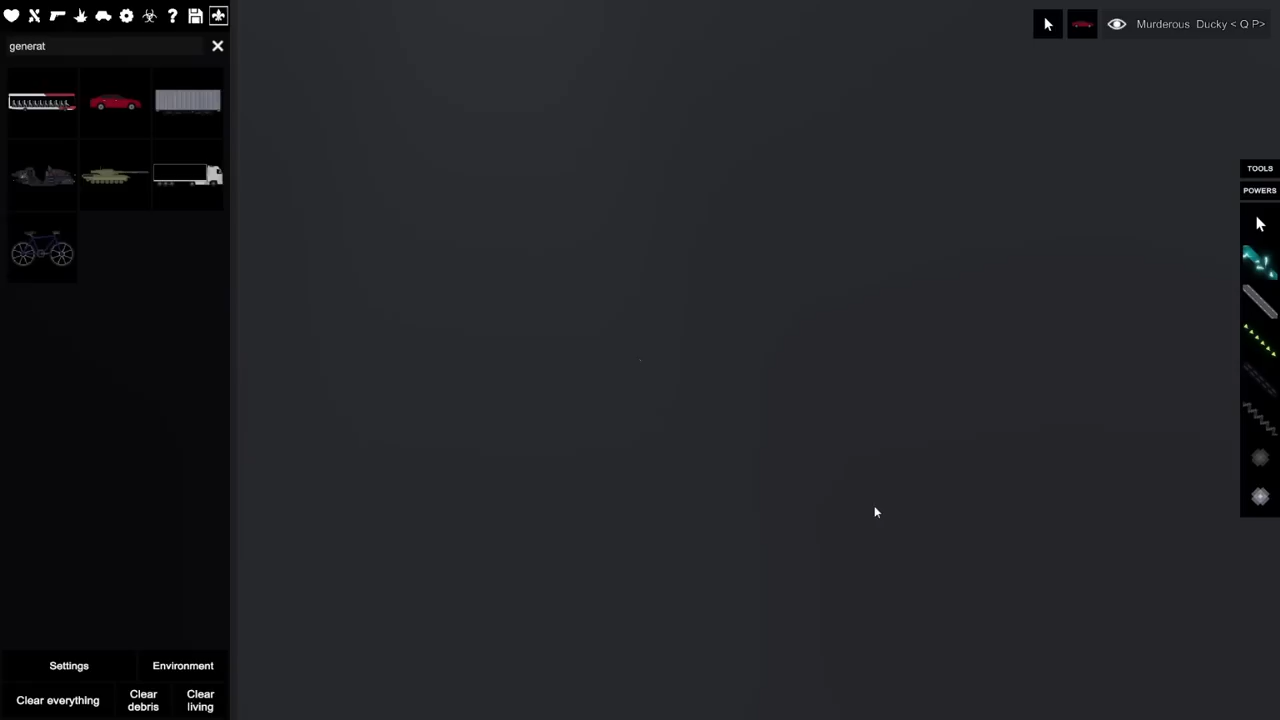 generat
Murderous Ducky < Q P>
TOOLS
POWERS
Settings
Environment
Clear everything
Clear debris
Clear living